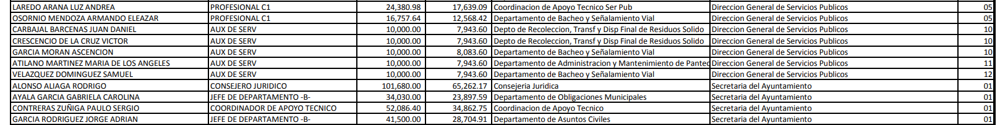 LAREDO ARANA LUZ ANDREA PROFESIONAL C1 24,380.98 17,639.09 Coordinacion de Apoyo Tecnico Ser Pub Direccion General de Servicios Publicos 05
OSORNIO MENDOZA ARMANDO ELEAZAR PROFESIONAL C1 16,757.64 12,568.42 Departamento de Bacheo y Señalamiento Vial Direccion General de Servicios Publicos 05
CARBAJAL BARCENAS JUAN DANIEL AUX DE SERV 10,000.00 7,943.60 Depto de Recoleccion, Transf y Disp Final de Residuos Solido Direccion General de Servicios Publicos 10
CRESCENCIO DE LA CRUZ VICTOR AUX DE SERV 10,000.00 7,943.60 Depto de Recoleccion, Transf y Disp Final de Residuos Solido Direccion General de Servicios Publicos 10
GARCIA MORAN ASCENCION AUX DE SERV 10,000.00 8,083.60 Departamento de Bacheo y Señalamiento Vial Direccion General de Servicios Publicos 10
ATILANO MARTINEZ MARIA DE LOS ANGELES AUX DE SERV 10,000.00 7,943.60 Departamento de Administracion y Mantenimiento de Panteo Direccion General de Servicios Publicos 11
VELAZQUEZ DOMINGUEZ SAMUEL AUX DE SERV 10,000.00 7,943.60 Departamento de Bacheo y Señalamiento Vial Direccion General de Servicios Publicos 12
ALONSO ALIAGA RODRIGO CONSEJERO JURIDICO 101,680.00 65,262.17 Consejeria Juridica Secretaria del Ayuntamiento 01
AYALA GARCIA GABRIELA CAROLINA JEFE DE DEPARTAMENTO -B- 34,030.00 23,897.59 Departamento de Obligaciones Municipales Secretaria del Ayuntamiento 01
CONTRERAS ZUÑIGA PAULO SERGIO COORDINADOR DE APOYO TECNICO 52,086.40 34,862.75 Coordinacion de Apoyo Tecnico Secretaria del Ayuntamiento 01
GARCIA RODRIGUEZ JORGE ADRIAN JEFE DE DEPARTAMENTO -B- 41,500.00 28,704.91 Departamento de Asuntos Civiles Secretaria del Ayuntamiento 01